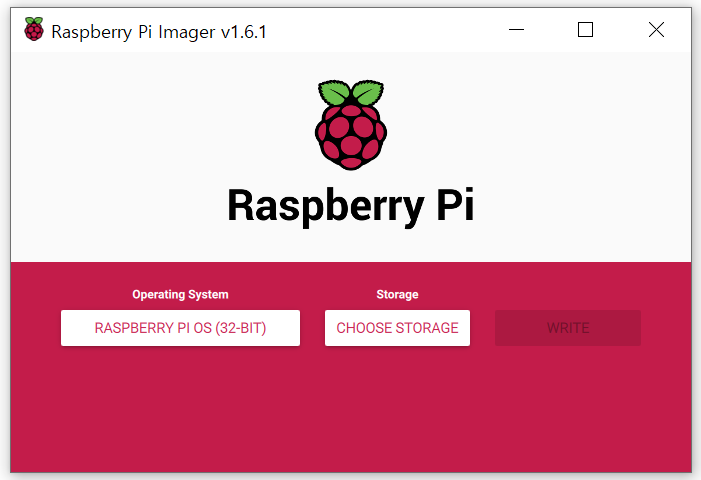 Raspberry Pi Imager v1.6.1
Raspberry Pi
Operating System
Storage
RASPBERRY PI OS (32-BIT)
CHOOSE STORAGE
WRITE